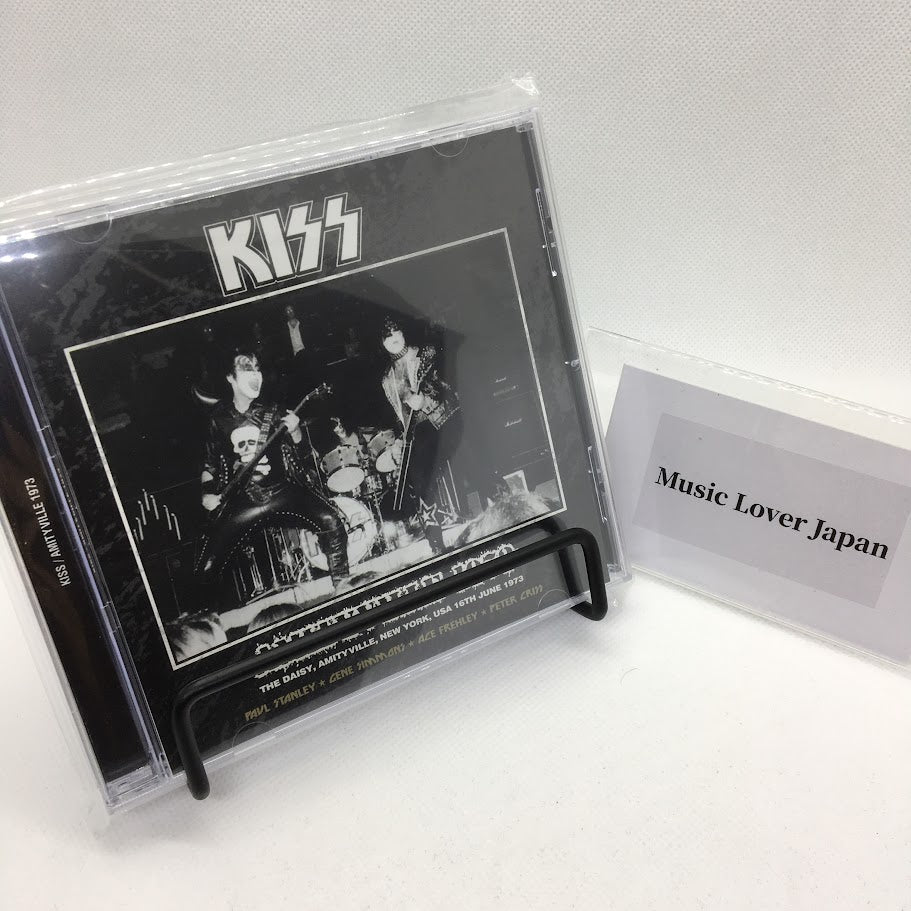 KISS
THE DAISY, AMITYVILLE, NEW YORK, USA 16TH JUNE 1973
PAUL STANLEY ★ GENE SIMMONS ★ ACE FREHLEY ★ PETER CRISS
KISS / AMITYVILLE 1973
Music Lover Japan